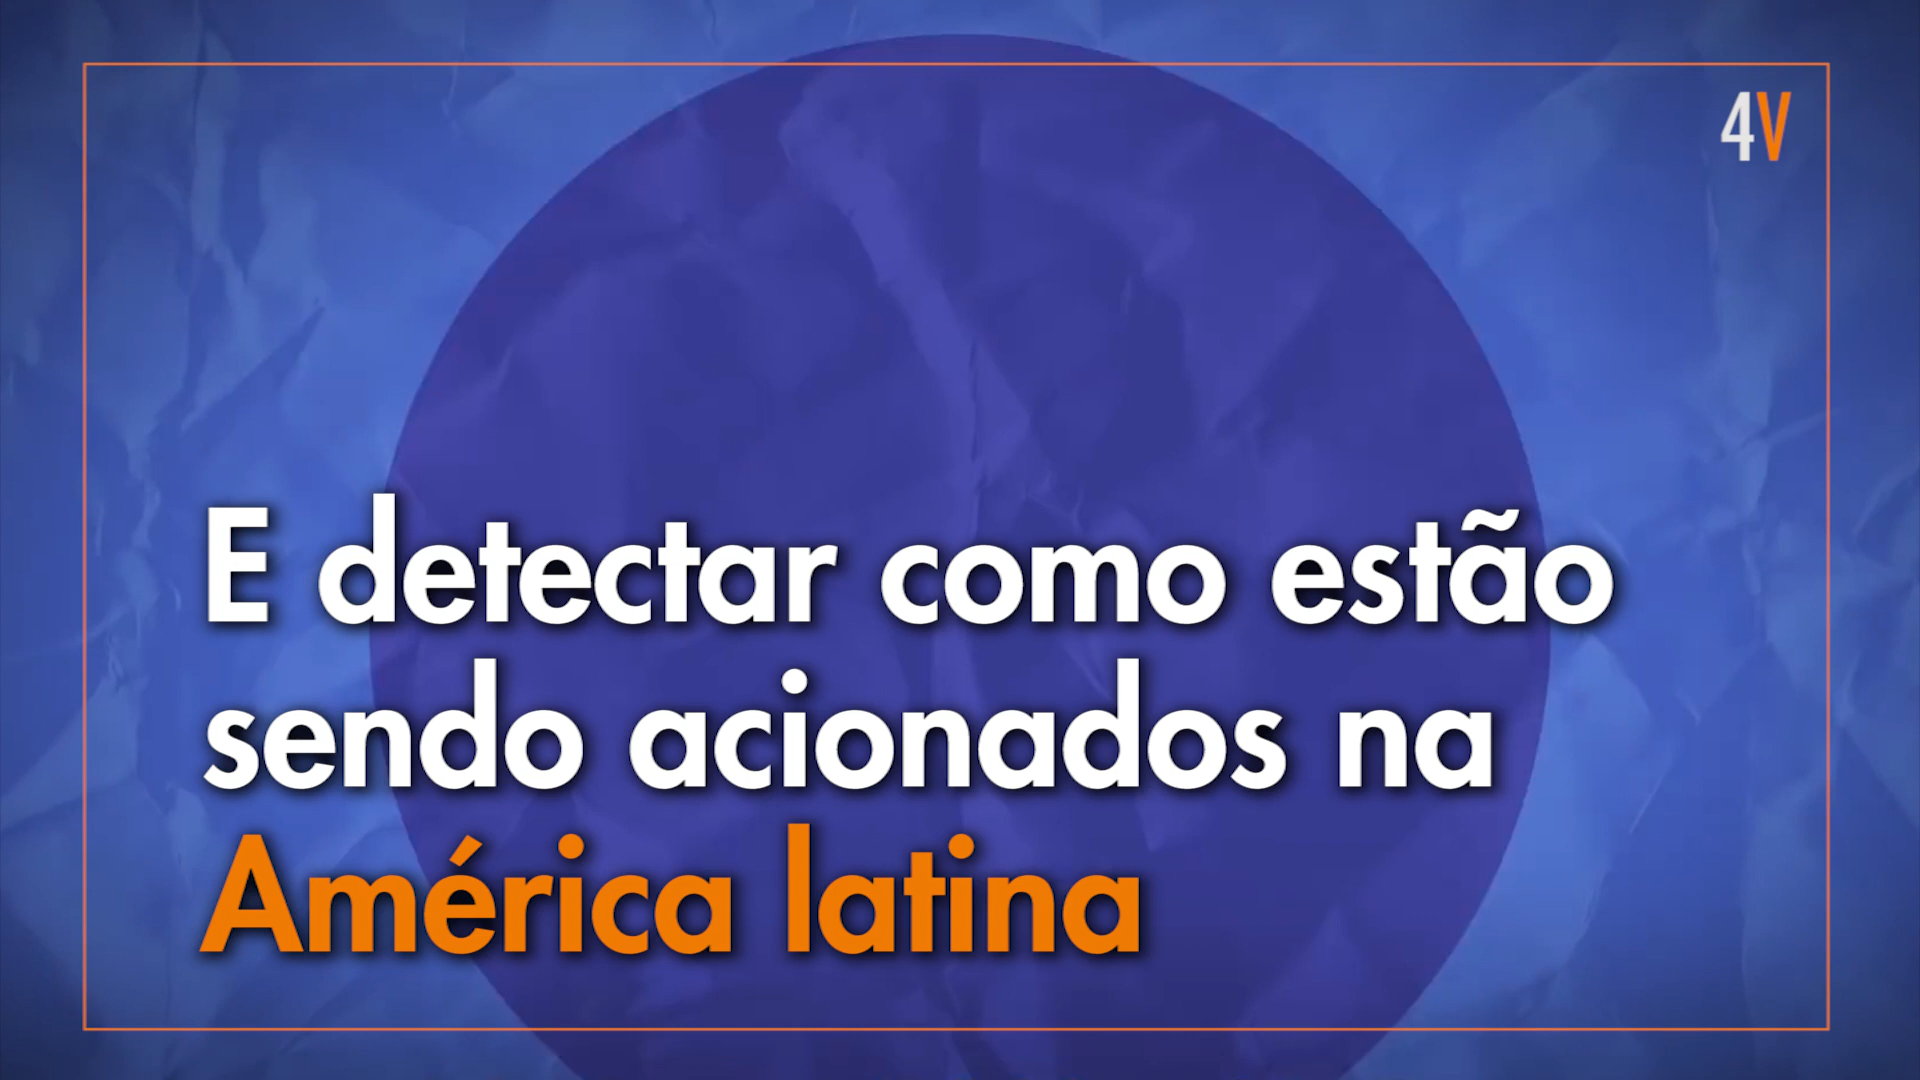 4V
E detectar como estão
sendo acionados na
América latina